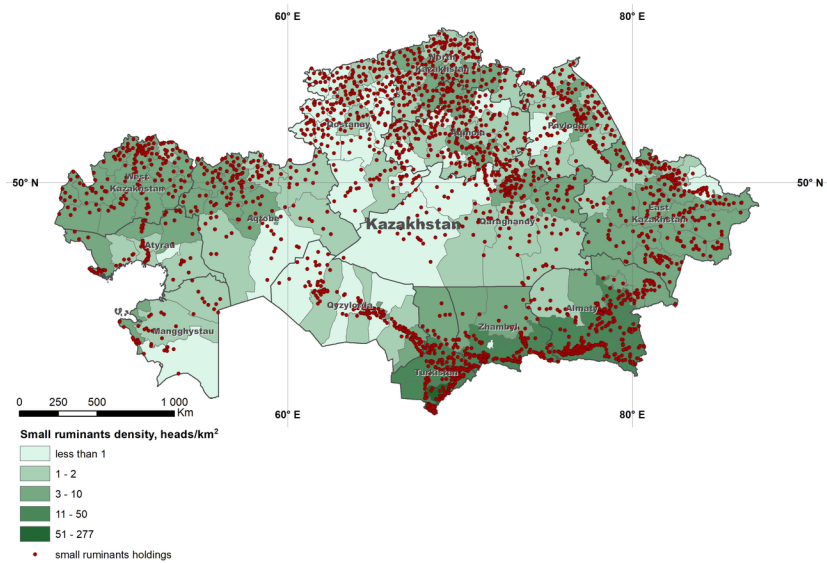 60° E 80° E
North
Kazakhstan
Qostanay
Aqmola
Pavlodar
50° N 50° N
West
Kazakhstan
East
Kazakhstan
Aqtobe
Kazakhstan
Qaraghandy
Atyrau
Qyzylorda
Almaty
Mangghystau
Zhambyl
Turkistan
0 250 500 1 000
Km
60° E 80° E
Small ruminants density, heads/km²
less than 1
1 - 2
3 - 10
11 - 50
51 - 277
small ruminants holdings